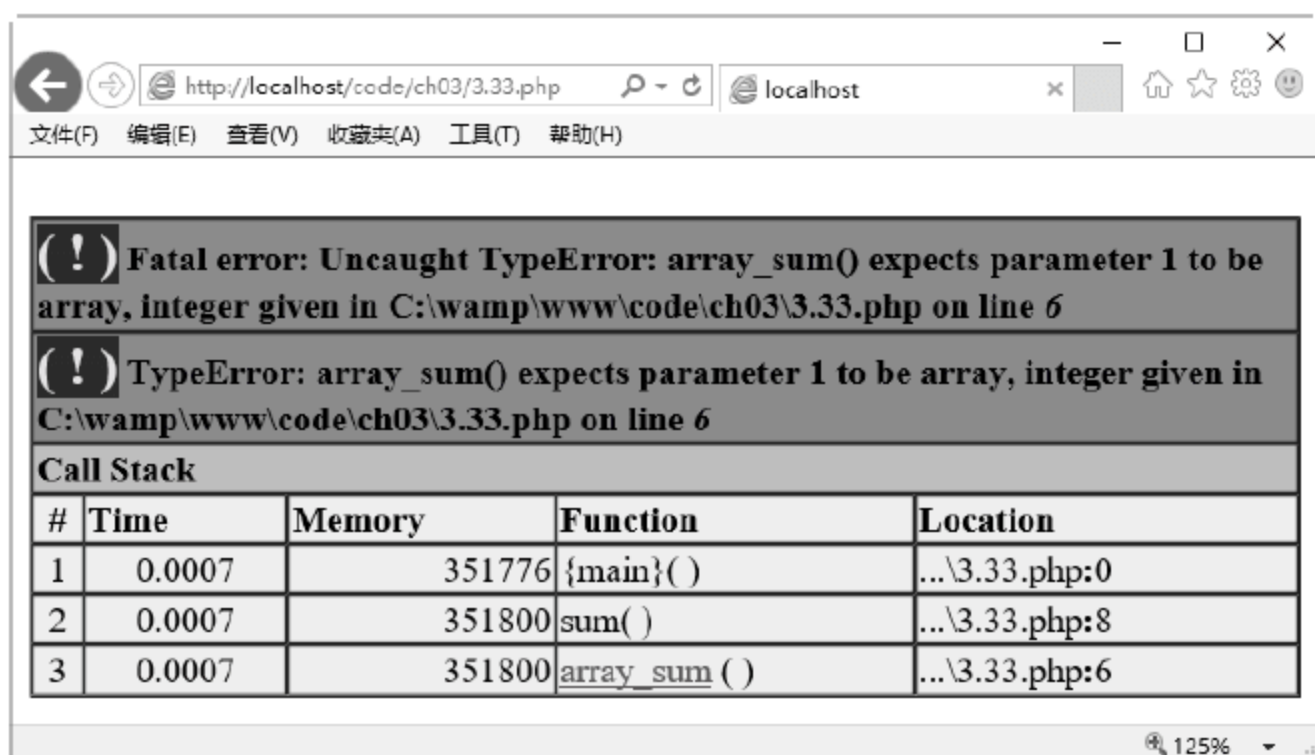 http://localhost/code/ch03/3.33.php
localhost
文件(F) 编辑(E) 查看(V) 收藏夹(A) 工具(T) 帮助(H)
( ! ) Fatal error: Uncaught TypeError: array_sum() expects parameter 1 to be
array, integer given in C:\wamp\www\code\ch03\3.33.php on line 6
( ! ) TypeError: array_sum() expects parameter 1 to be array, integer given in
C:\wamp\www\code\ch03\3.33.php on line 6
Call Stack
# Time Memory Function Location
1 0.0007 351776 {main}( ) ...\3.33.php:0
2 0.0007 351800 sum( ) ...\3.33.php:8
3 0.0007 351800 array_sum ( ) ...\3.33.php:6
125%